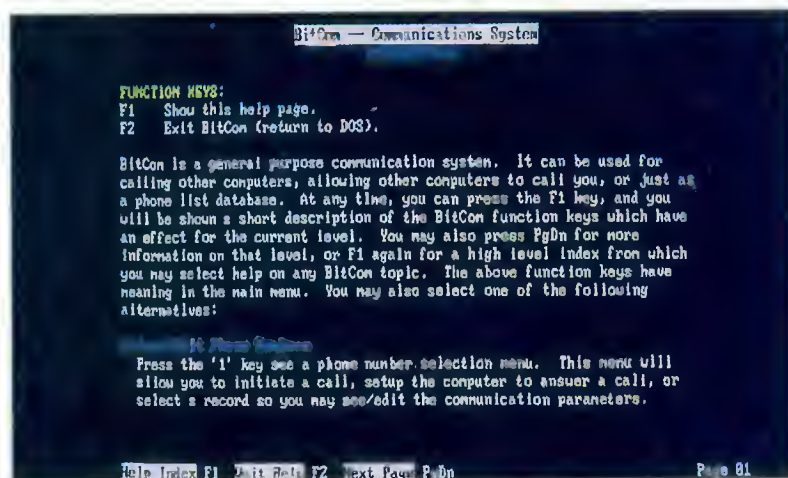 BitCom — Communications System
FUNCTION KEYS:
F1 Show this help page.
F2 Exit BitCom (return to DOS).
BitCom is a general purpose communication system. It can be used for
calling other computers, allowing other computers to call you, or just as
a phone list database. At any time, you can press the F1 key, and you
will be shown a short description of the BitCom function keys which have
an effect for the current level. You may also press PgDn for more
information on that level, or F1 again for a high level index from which
you may select help on any BitCom topic. The above function keys have
meaning in the main menu. You may also select one of the following
alternatives:
Press the '1' key see a phone number selection menu. This menu will
allow you to initiate a call, setup the computer to answer a call, or
select a record so you may see/edit the communication parameters.
Help Index F1 Quit Help F2 Next Page PgDn Page 01